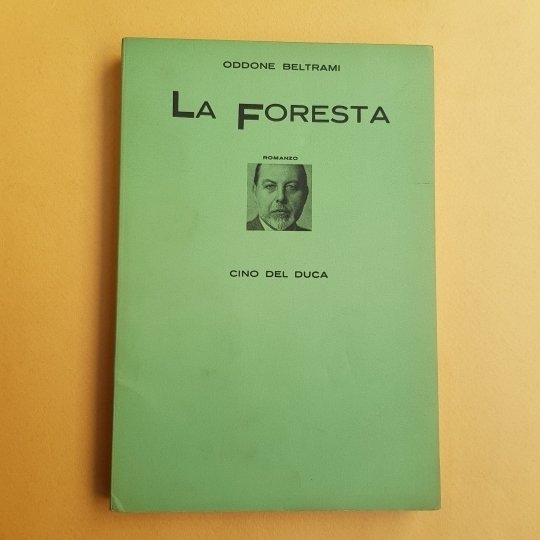 ODDONE BELTRAMI
LA FORESTA
ROMANZO
CINO DEL DUCA